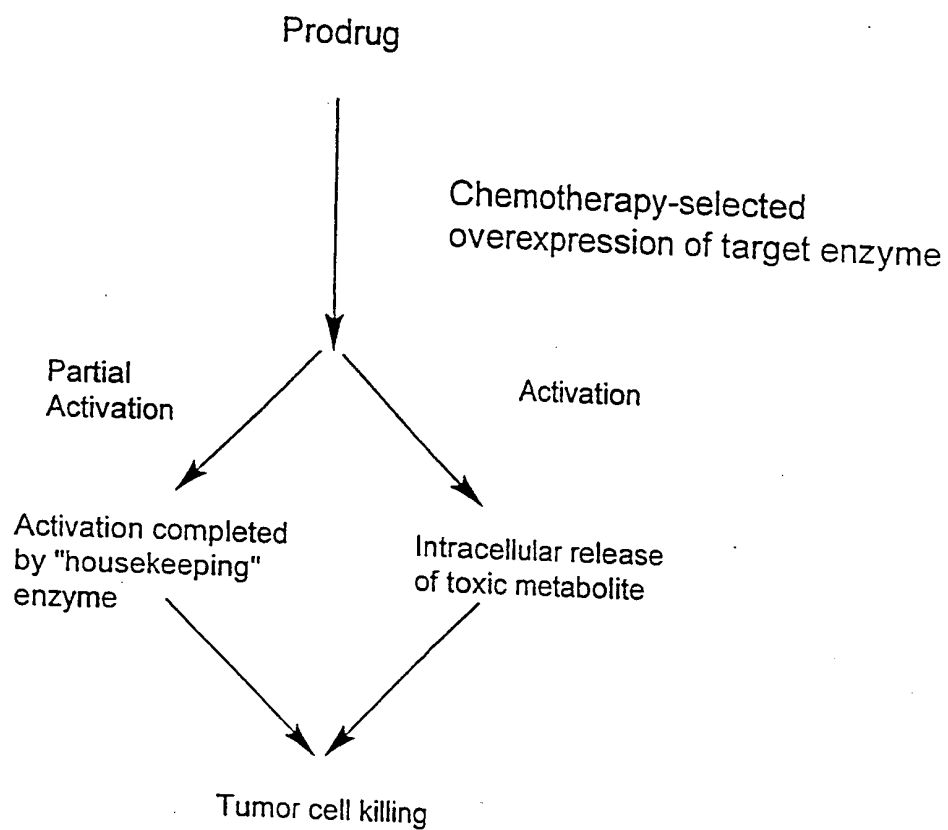 Prodrug
Chemotherapy-selected
overexpression of target enzyme
Partial
Activation
Activation
Activation completed
by "housekeeping"
enzyme
Intracellular release
of toxic metabolite
Tumor cell killing